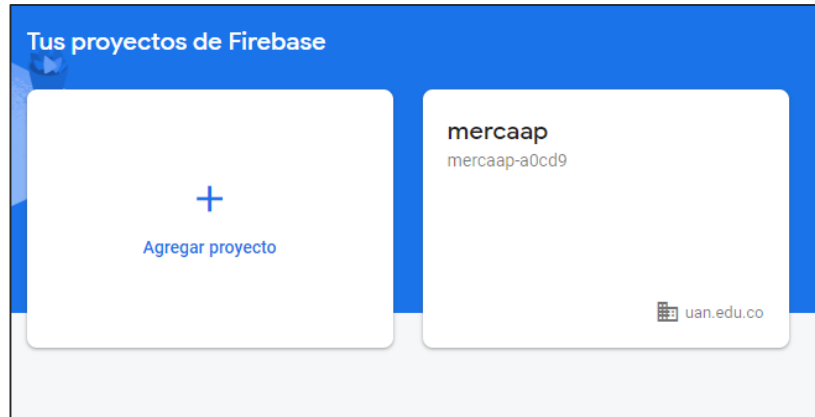 Tus proyectos de Firebase
Agregar proyecto
mercaap
mercaap-a0cd9
uan.edu.co